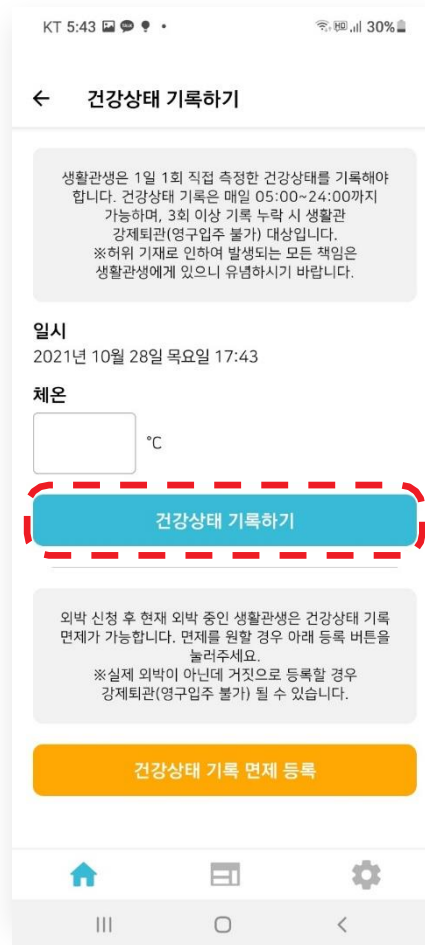 KT 5:43
30%
건강상태 기록하기
생활관생은 1일 1회 직접 측정한 건강상태를 기록해야
합니다. 건강상태 기록은 매일 05:00~24:00까지
가능하며, 3회 이상 기록 누락 시 생활관
강제퇴관(영구입주 불가) 대상입니다.
※허위 기재로 인하여 발생되는 모든 책임은
생활관생에게 있으니 유념하시기 바랍니다.
일시
2021년 10월 28일 목요일 17:43
체온
°C
건강상태 기록하기
외박 신청 후 현재 외박 중인 생활관생은 건강상태 기록
면제가 가능합니다. 면제를 원할 경우 아래 등록 버튼을
눌러주세요.
※실제 외박이 아닌데 거짓으로 등록할 경우
강제퇴관(영구입주 불가) 될 수 있습니다.
건강상태 기록 면제 등록